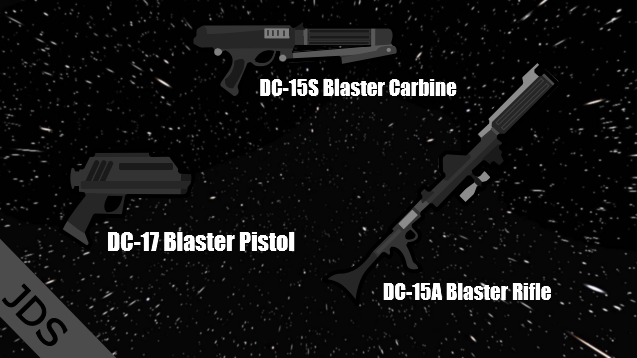 DC-15S Blaster Carbine
DC-17 Blaster Pistol
DC-15A Blaster Rifle
JDS